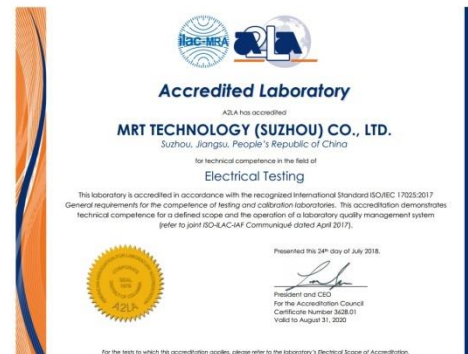 ilac-MRA
A2LA
Accredited Laboratory
A2LA has accredited
MRT TECHNOLOGY (SUZHOU) CO., LTD.
Suzhou, Jiangsu, People's Republic of China
for technical competence in the field of
Electrical Testing
This laboratory is accredited in accordance with the recognized International Standard ISO/IEC 17025:2017
General requirements for the competence of testing and calibration laboratories. This accreditation demonstrates
technical competence for a defined scope and the operation of a laboratory quality management system
(refer to joint ISO-ILAC-IAF Communiqué dated April 2017).
Presented this 24th day of July 2018.
President and CEO
For the Accreditation Council
Certificate Number 3628.01
Valid to August 31, 2020
CORPORATE
SEAL
A2LA
For the tests to which this accreditation applies, please refer to the laboratory's Electrical Scope of Accreditation.